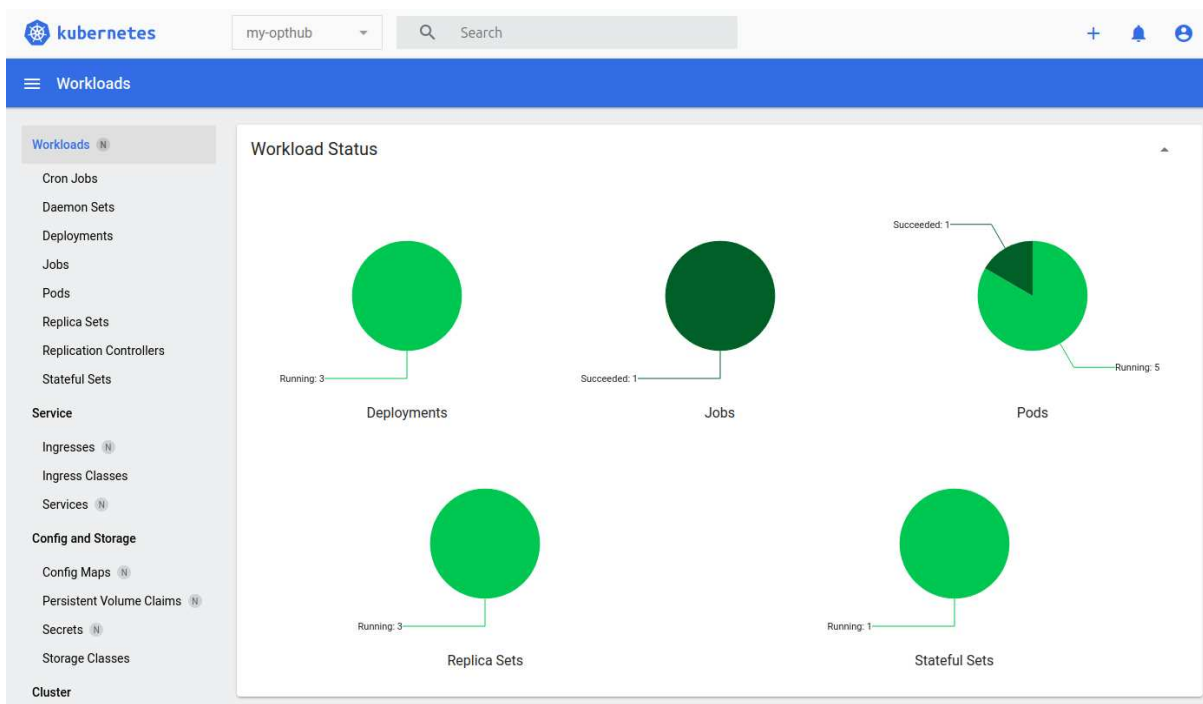 kubernetes
my-opthub
Search
Workloads
Workloads N
Cron Jobs
Daemon Sets
Deployments
Jobs
Pods
Replica Sets
Replication Controllers
Stateful Sets
Service
Ingresses N
Ingress Classes
Services N
Config and Storage
Config Maps N
Persistent Volume Claims N
Secrets N
Storage Classes
Cluster
Workload Status
Running: 3
Deployments
Succeeded: 1
Jobs
Succeeded: 1
Running: 5
Pods
Running: 3
Replica Sets
Running: 1
Stateful Sets